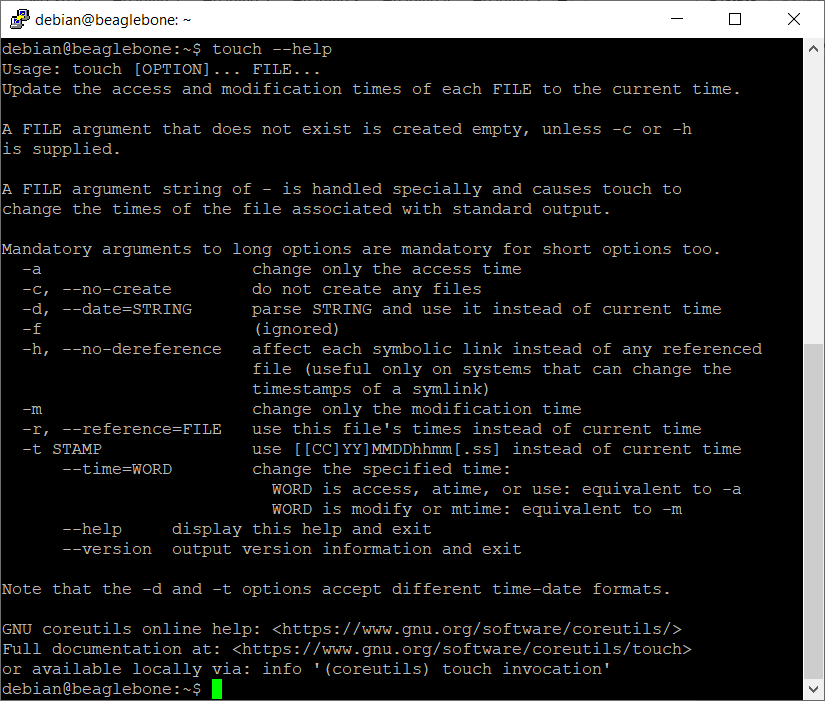 debian@beaglebone: ~
debian@beaglebone:~$ touch --help
Usage: touch [OPTION]... FILE...
Update the access and modification times of each FILE to the current time.

A FILE argument that does not exist is created empty, unless -c or -h
is supplied.

A FILE argument string of - is handled specially and causes touch to
change the times of the file associated with standard output.

Mandatory arguments to long options are mandatory for short options too.
  -a                     change only the access time
  -c, --no-create        do not create any files
  -d, --date=STRING      parse STRING and use it instead of current time
  -f                     (ignored)
  -h, --no-dereference   affect each symbolic link instead of any referenced
                         file (useful only on systems that can change the
                         timestamps of a symlink)
  -m                     change only the modification time
  -r, --reference=FILE   use this file's times instead of current time
  -t STAMP               use [[CC]YY]MMDDhhmm[.ss] instead of current time
      --time=WORD        change the specified time:
                           WORD is access, atime, or use: equivalent to -a
                           WORD is modify or mtime: equivalent to -m
      --help     display this help and exit
      --version  output version information and exit

Note that the -d and -t options accept different time-date formats.

GNU coreutils online help: <https://www.gnu.org/software/coreutils/>
Full documentation at: <https://www.gnu.org/software/coreutils/touch>
or available locally via: info '(coreutils) touch invocation'
debian@beaglebone:~$